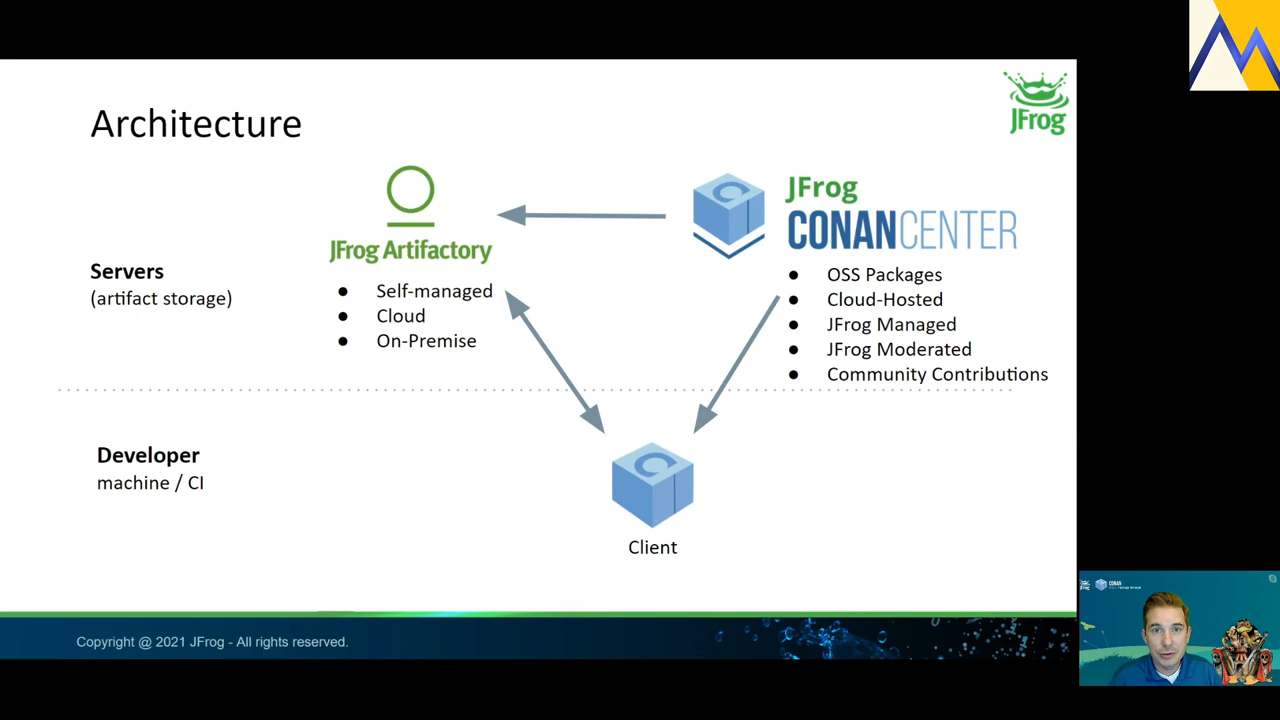 Architecture
JFrog
JFrog Artifactory
JFrog
CONANCENTER
Servers
(artifact storage)
● Self-managed
● Cloud
● On-Premise
● OSS Packages
● Cloud-Hosted
● JFrog Managed
● JFrog Moderated
● Community Contributions
Developer
machine / CI
Client
Copyright @ 2021 JFrog - All rights reserved.
CONAN